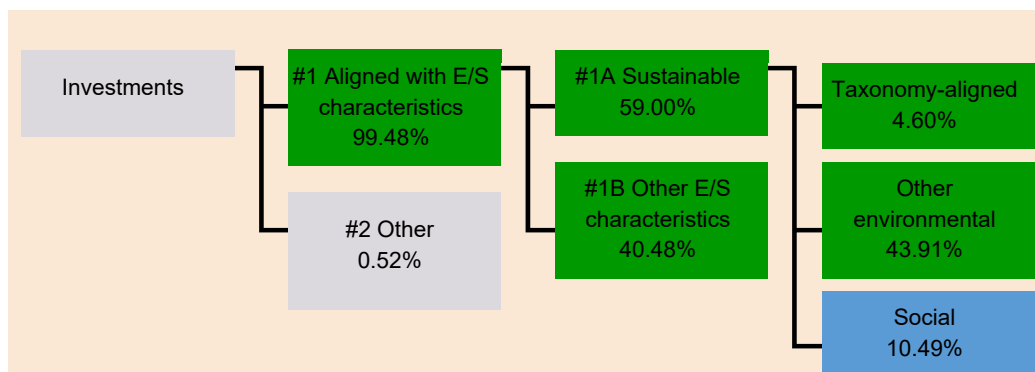 Investments
#1 Aligned with E/S
characteristics
99.48%
#2 Other
0.52%
#1A Sustainable
59.00%
#1B Other E/S
characteristics
40.48%
Taxonomy-aligned
4.60%
Other
environmental
43.91%
Social
10.49%